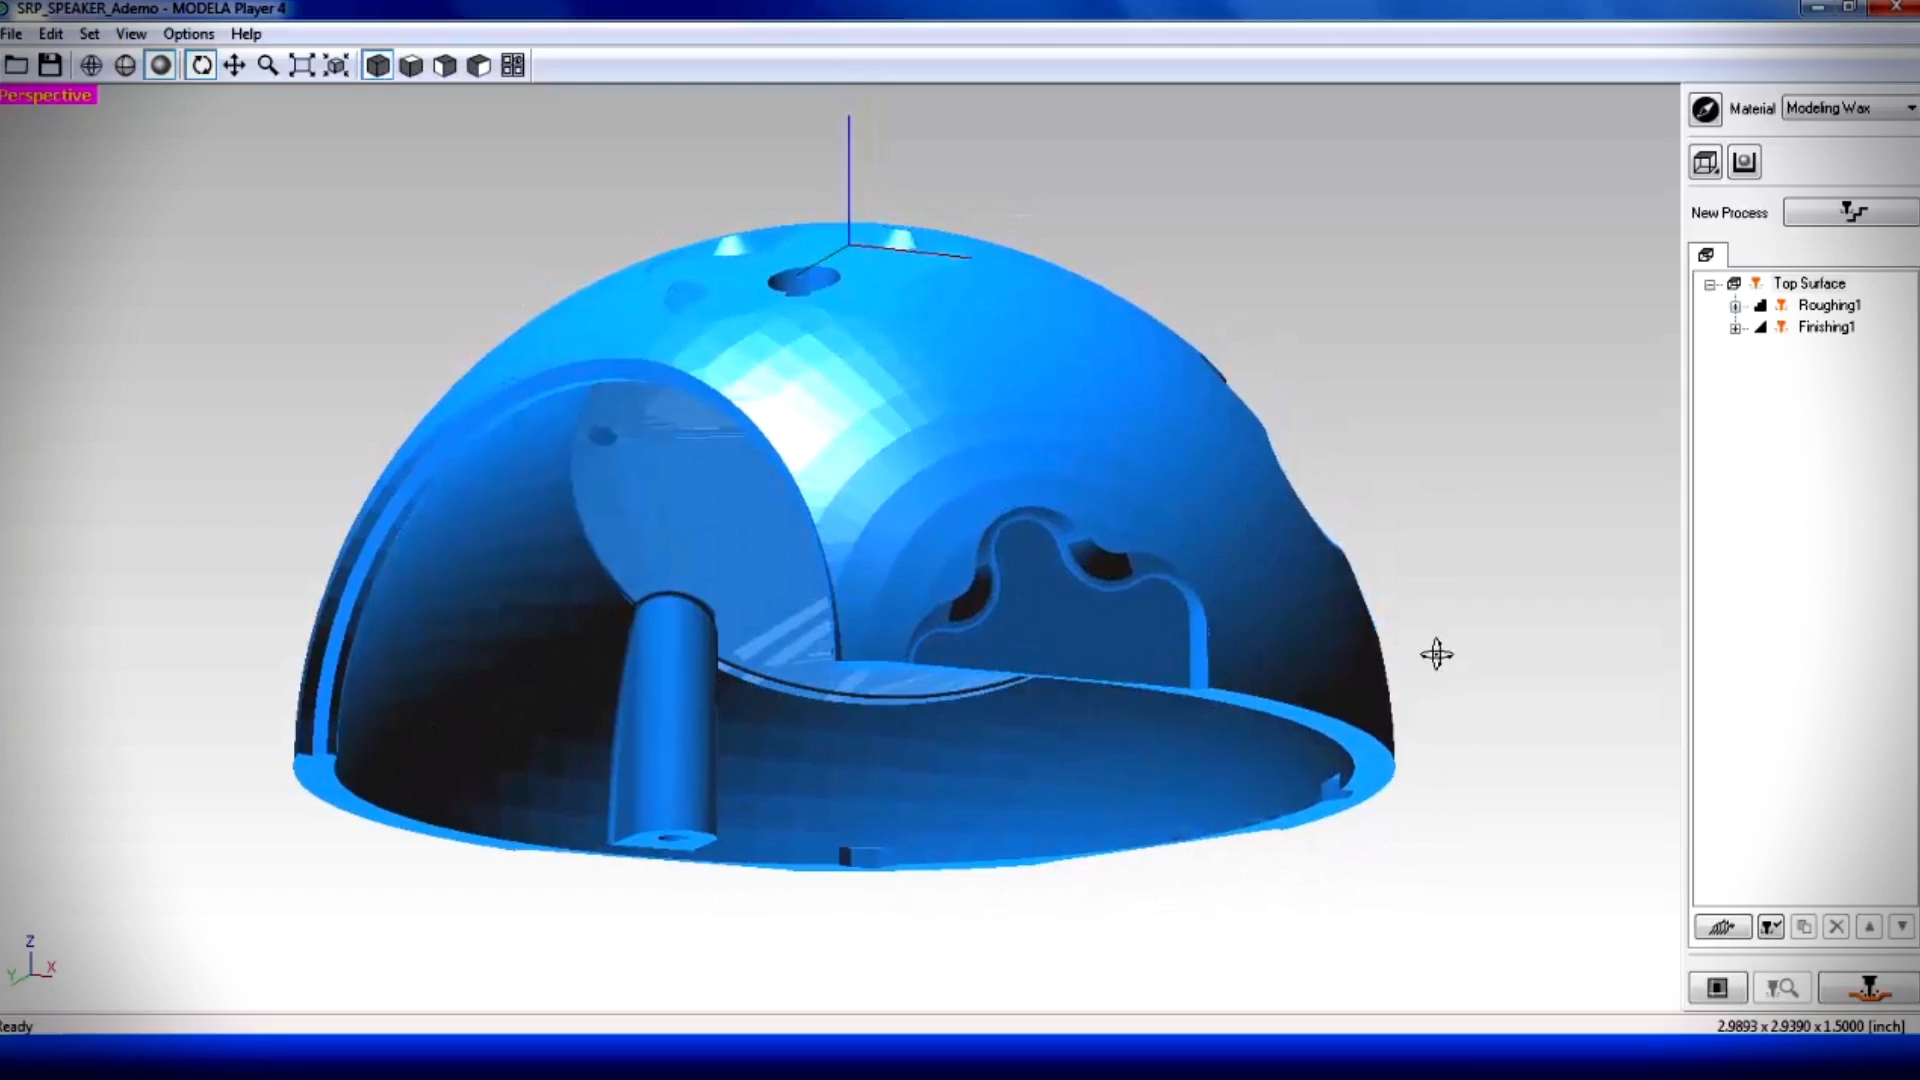 SRP_SPEAKER_Ademo - MODELA Player 4
File Edit Set View Options Help
Perspective
Material Modeling Wax
New Process
Top Surface
Roughing1
Finishing1
Z
Y X
Ready
2.9893 x 2.9390 x 1.5000 [inch]